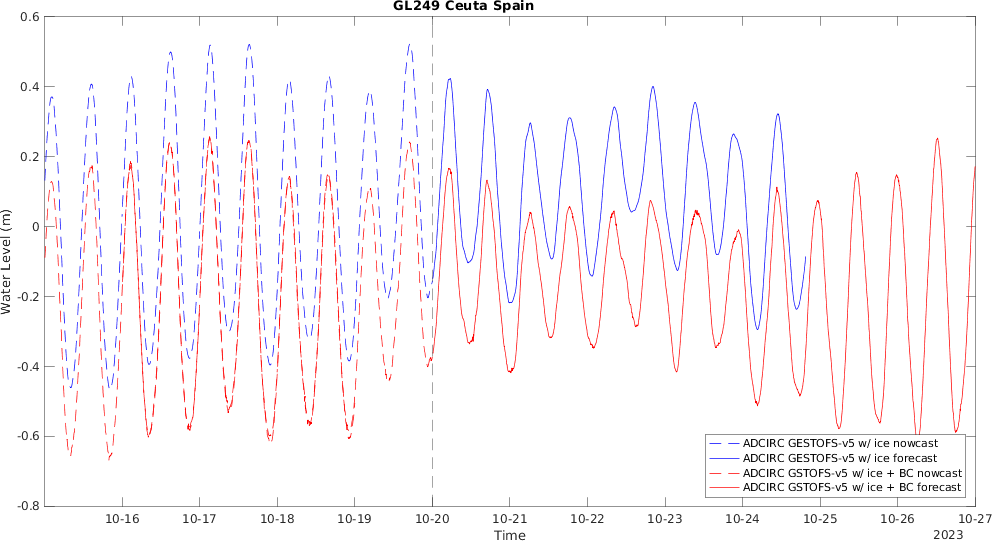 GL249 Ceuta Spain
Water Level (m)
0.6
0.4
0.2
0
-0.2
-0.4
-0.6
-0.8
ADCIRC GESTOFS-v5 w/ ice nowcast
ADCIRC GESTOFS-v5 w/ ice forecast
ADCIRC GSTOFS-v5 w/ ice + BC nowcast
ADCIRC GSTOFS-v5 w/ ice + BC forecast
10-16 10-17 10-18 10-19 10-20 10-21 10-22 10-23 10-24 10-25 10-26 10-27
Time
2023